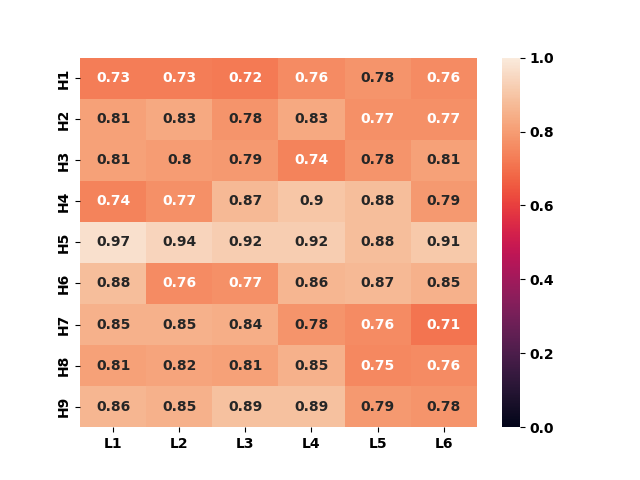 H1 0.73 0.73 0.72 0.76 0.78 0.76
H2 0.81 0.83 0.78 0.83 0.77 0.77
H3 0.81 0.8 0.79 0.74 0.78 0.81
H4 0.74 0.77 0.87 0.9 0.88 0.79
H5 0.97 0.94 0.92 0.92 0.88 0.91
H6 0.88 0.76 0.77 0.86 0.87 0.85
H7 0.85 0.85 0.84 0.78 0.76 0.71
H8 0.81 0.82 0.81 0.85 0.75 0.76
H9 0.86 0.85 0.89 0.89 0.79 0.78
L1 L2 L3 L4 L5 L6
1.0
0.8
0.6
0.4
0.2
0.0